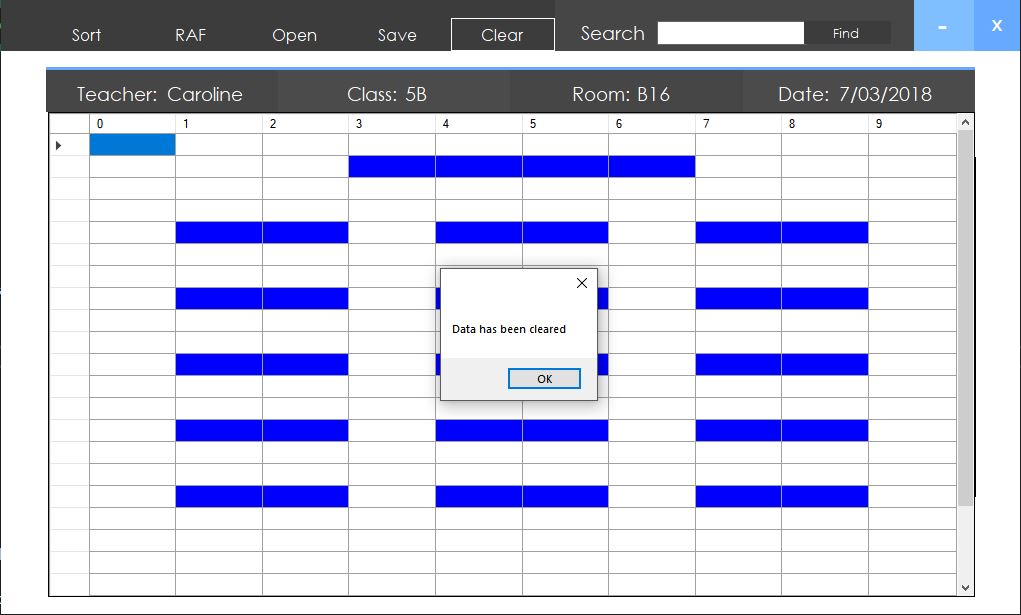 Sort RAF Open Save Clear Search Find - X
Teacher: Caroline Class: 5B Room: B16 Date: 7/03/2018
0 1 2 3 4 5 6 7 8 9
Data has been cleared
OK